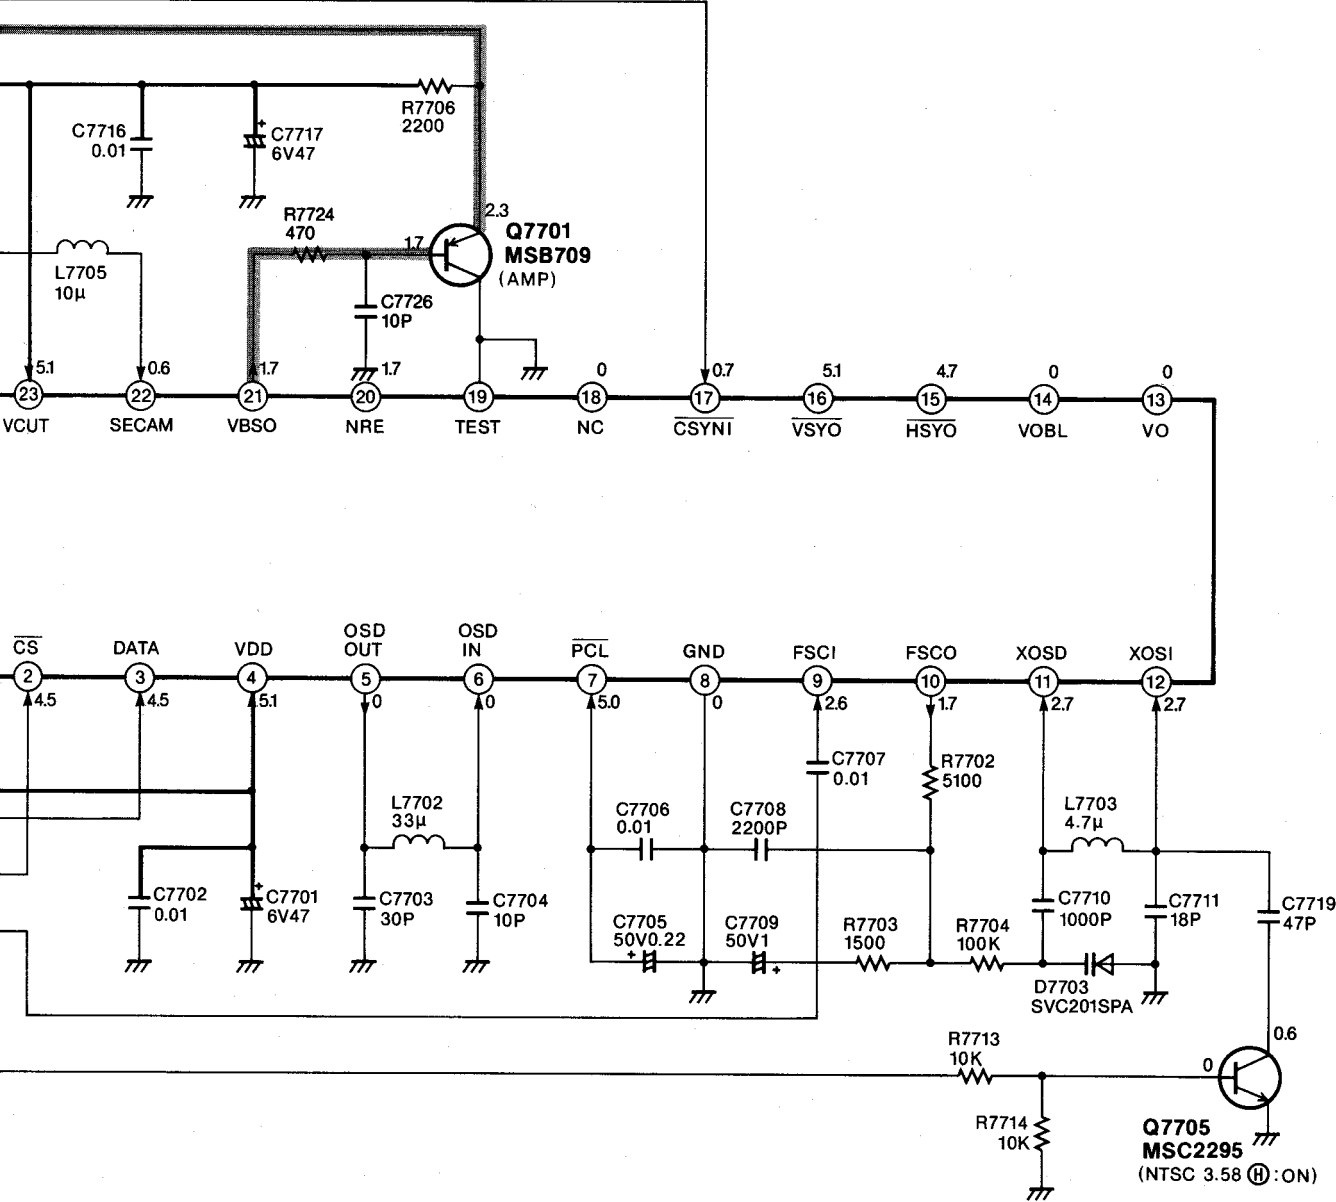 R7706
2200
C7716
0.01
+
C7717
6V47
R7724
470
1.7
2.3
Q7701
MSB709
(AMP)
L7705
10μ
C7726
10P
5.1
0.6
1.7
1.7
0
0.7
5.1
4.7
0
0
23
22
21
20
19
18
17
16
15
14
13
VCUT
SECAM
VBSO
NRE
TEST
NC
CSYNI
VSYO
HSYO
VOBL
VO
CS
DATA
VDD
OSD
OUT
OSD
IN
PCL
GND
FSCI
FSCO
XOSD
XOSI
2
3
4
5
6
7
8
9
10
11
12
4.5
4.5
5.1
0
0
5.0
0
2.6
1.7
2.7
2.7
C7707
0.01
R7702
5100
L7702
33μ
C7706
0.01
C7708
2200P
L7703
4.7μ
C7702
0.01
+
C7701
6V47
C7703
30P
C7704
10P
C7705
50V0.22
+
C7709
50V1
+
R7703
1500
R7704
100K
C7710
1000P
C7711
18P
C7719
47P
D7703
SVC201SPA
R7713
10K
0.6
0
R7714
10K
Q7705
MSC2295
(NTSC 3.58 Ⓗ:ON)